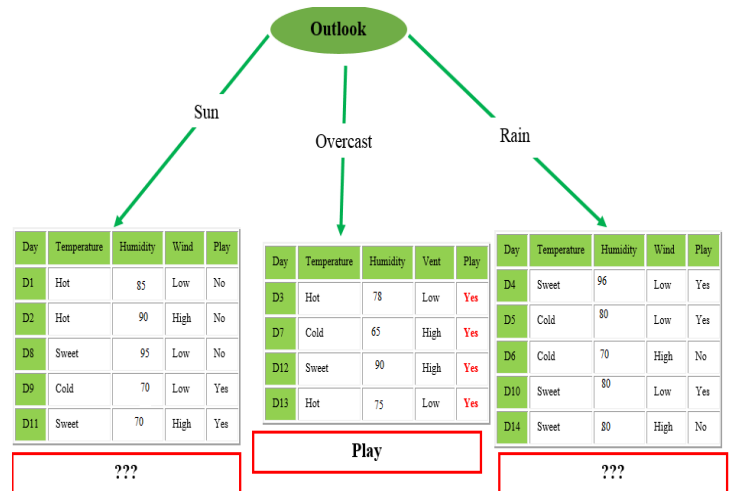 Outlook
Sun
Overcast
Rain
Day Temperature Humidity Wind Play
D1 Hot 85 Low No
D2 Hot 90 High No
D8 Sweet 95 Low No
D9 Cold 70 Low Yes
D11 Sweet 70 High Yes
???
Day Temperature Humidity Vent Play
D3 Hot 78 Low Yes
D7 Cold 65 High Yes
D12 Sweet 90 High Yes
D13 Hot 75 Low Yes
Play
Day Temperature Humidity Wind Play
D4 Sweet 96 Low Yes
D5 Cold 80 Low Yes
D6 Cold 70 High No
D10 Sweet 80 Low Yes
D14 Sweet 80 High No
???